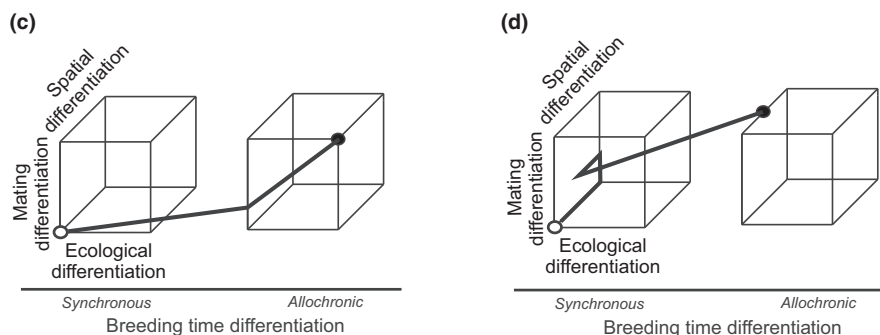 (c)
Spatial
differentiation
Mating
differentiation
Ecological
differentiation
Synchronous
Allochronic
Breeding time differentiation
(d)
Spatial
differentiation
Mating
differentiation
Ecological
differentiation
Synchronous
Allochronic
Breeding time differentiation